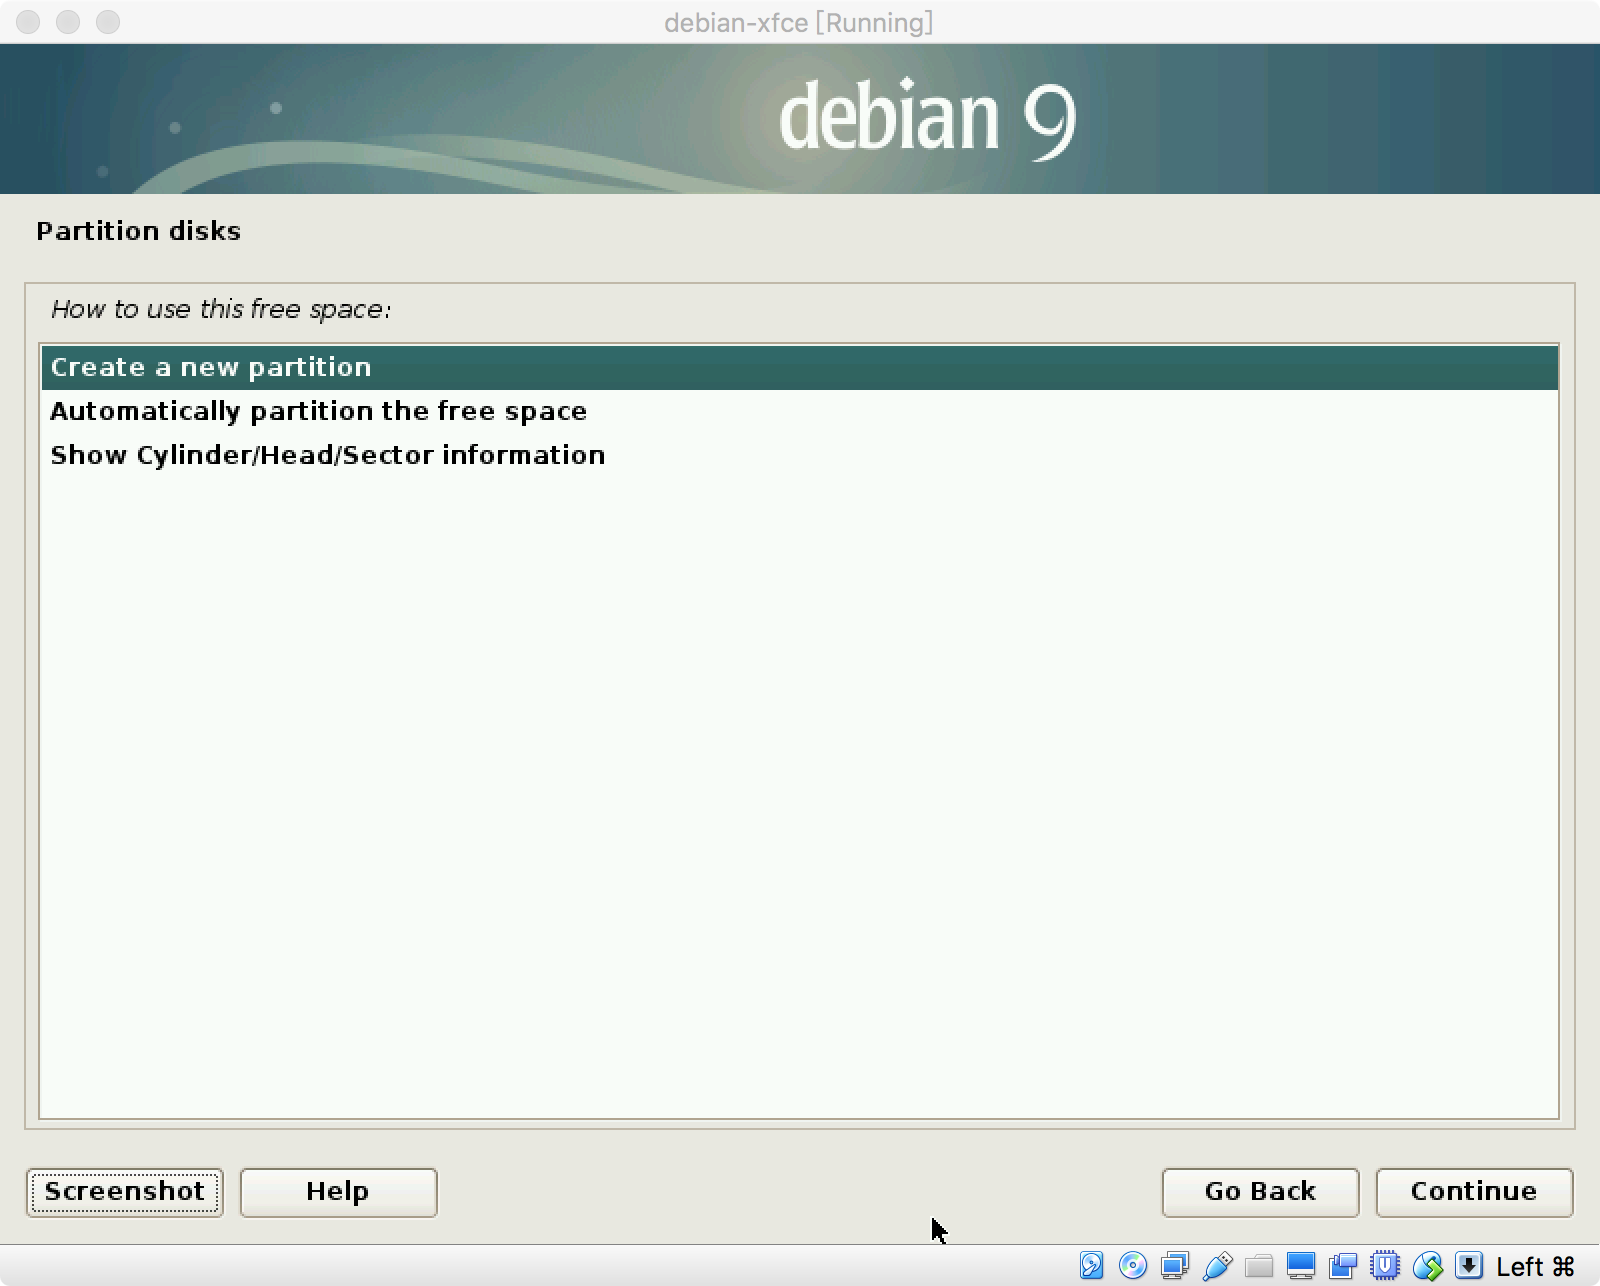 debian-xfce [Running]
debian 9
Partition disks
How to use this free space:
Create a new partition
Automatically partition the free space
Show Cylinder/Head/Sector information
Screenshot Help Go Back Continue
Left ⌘